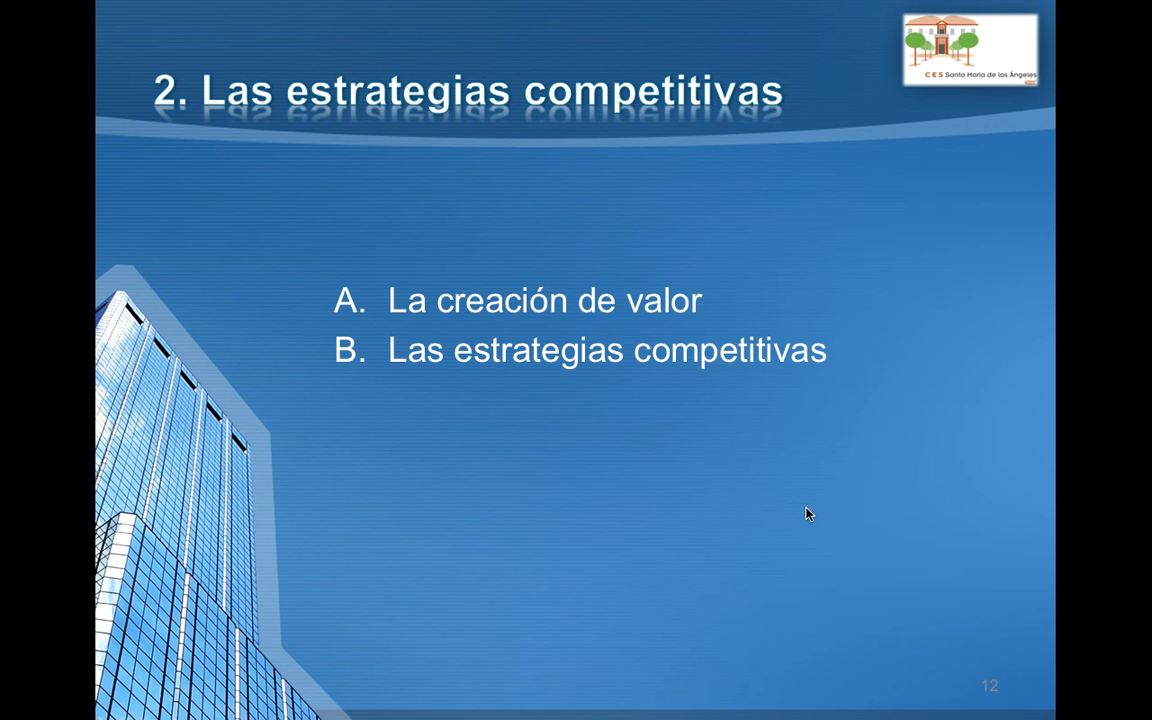 CES Santa María de los Ángeles
2. Las estrategias competitivas
A. La creación de valor
B. Las estrategias competitivas
12